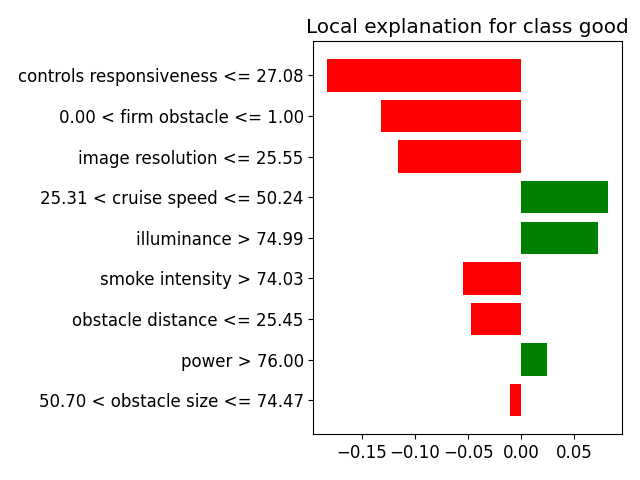 Local explanation for class good
controls responsiveness <= 27.08
0.00 < firm obstacle <= 1.00
image resolution <= 25.55
25.31 < cruise speed <= 50.24
illuminance > 74.99
smoke intensity > 74.03
obstacle distance <= 25.45
power > 76.00
50.70 < obstacle size <= 74.47
−0.15 −0.10 −0.05 0.00 0.05